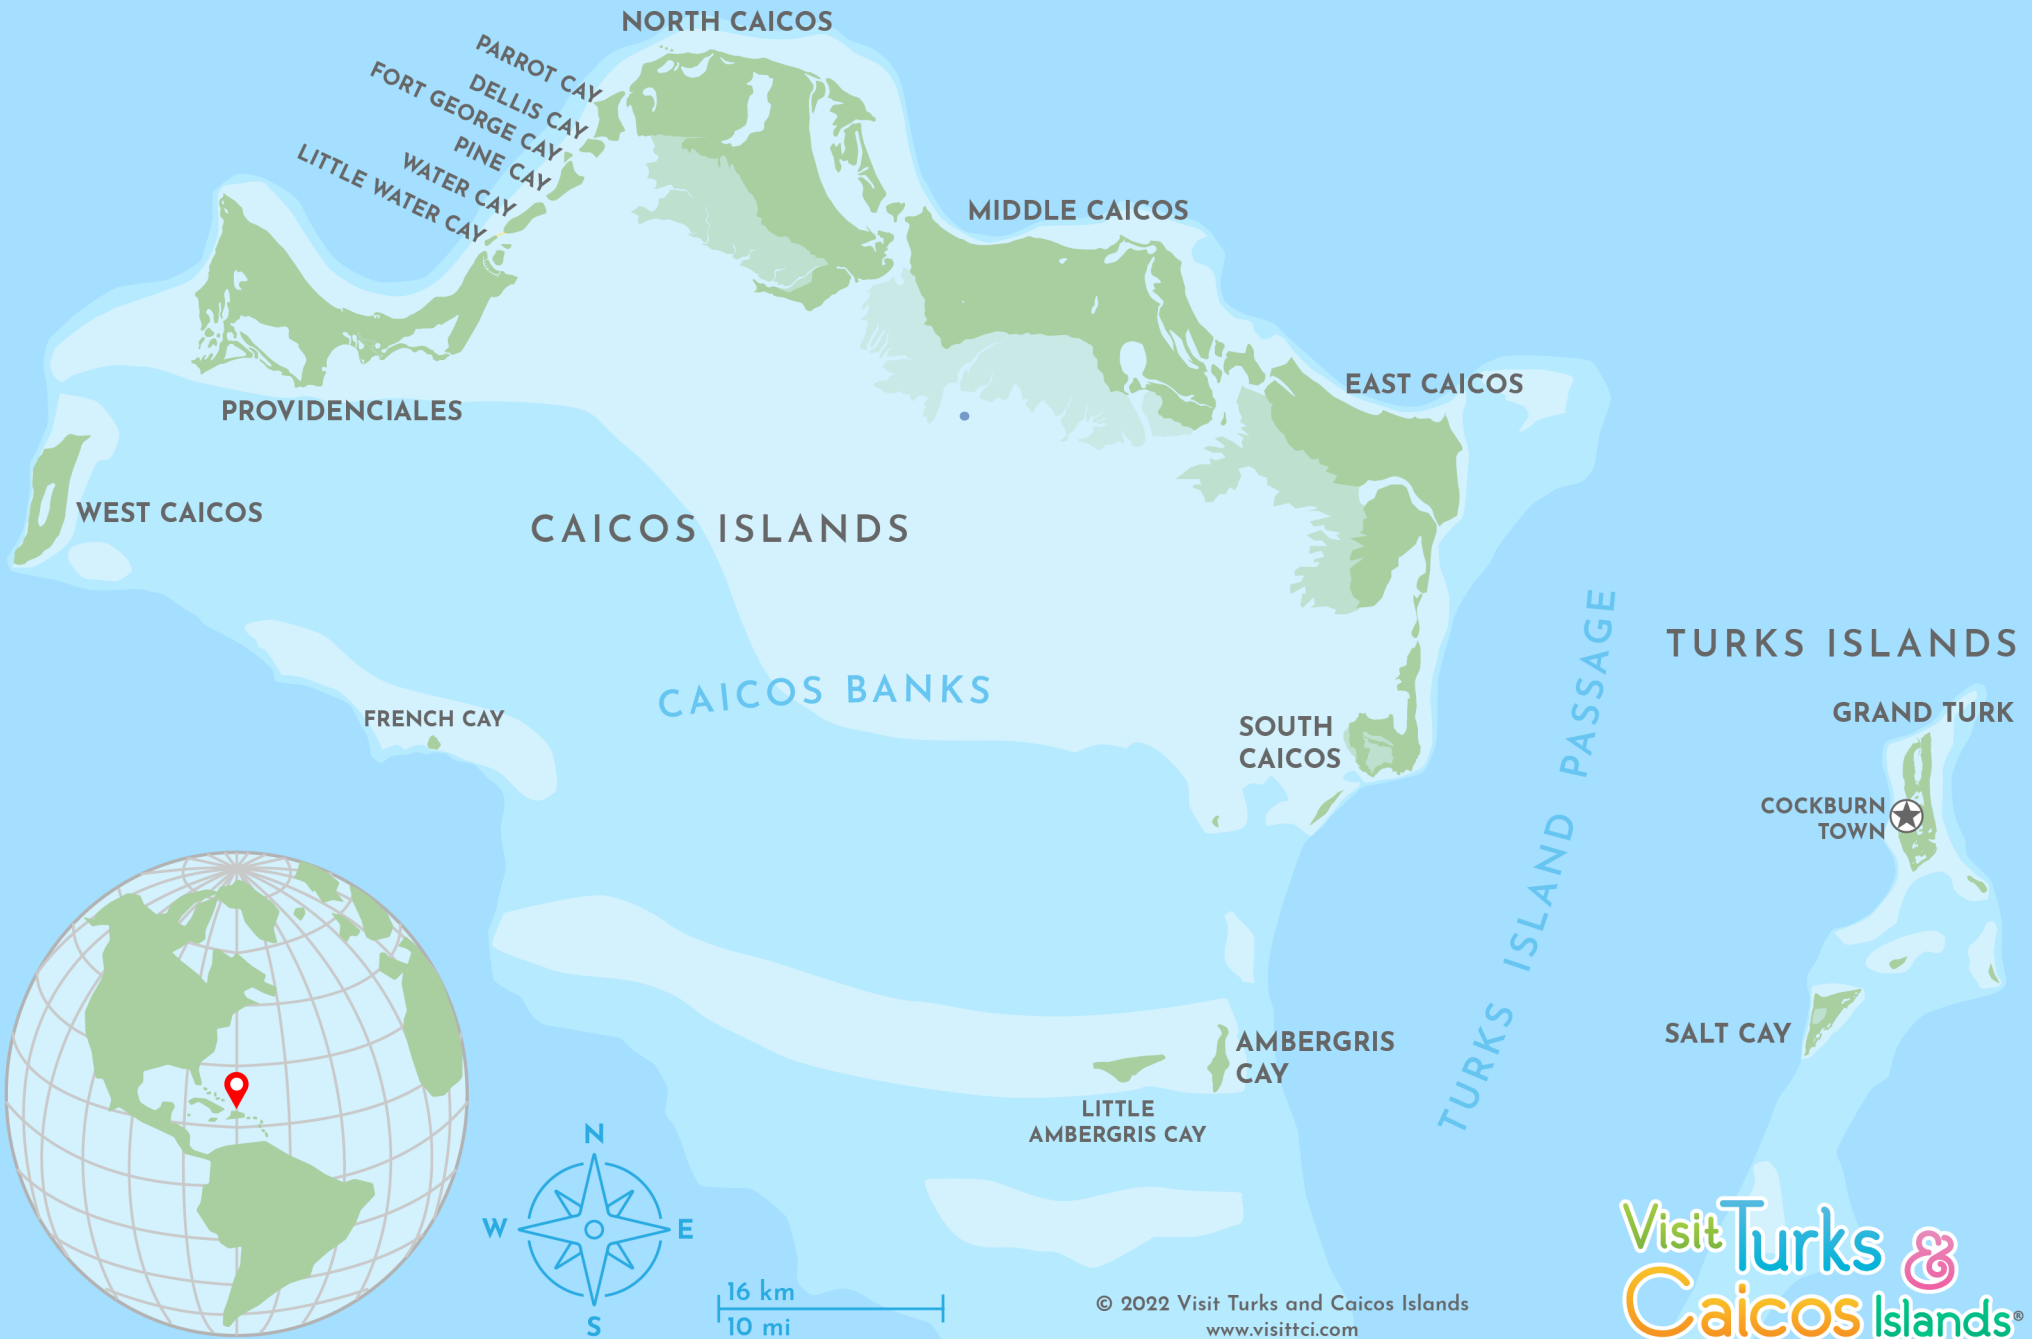 NORTH CAICOS
PARROT CAY
DELLIS CAY
FORT GEORGE CAY
PINE CAY
WATER CAY
LITTLE WATER CAY
MIDDLE CAICOS
EAST CAICOS
PROVIDENCIALES
WEST CAICOS
CAICOS ISLANDS
TURKS ISLAND PASSAGE
TURKS ISLANDS
CAICOS BANKS
FRENCH CAY
SOUTH
CAICOS
GRAND TURK
COCKBURN
TOWN
SALT CAY
AMBERGRIS
CAY
LITTLE
AMBERGRIS CAY
N
W
E
S
16 km
10 mi
© 2022 Visit Turks and Caicos Islands
www.visittci.com
Visit Turks &
Caicos Islands®